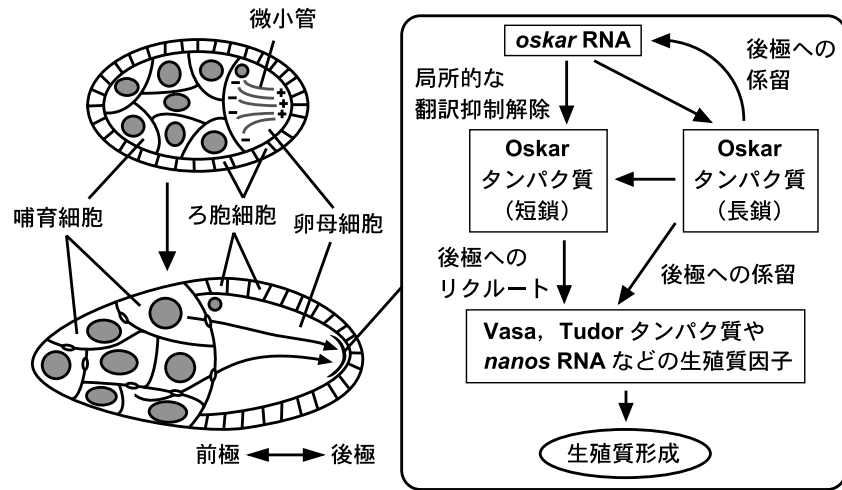 微小管
− − − −
+ + + +
哺育細胞
ろ胞細胞
卵母細胞
前極
後極
oskar RNA
後極への
係留
局所的な
翻訳抑制解除
Oskar
タンパク質
（短鎖）
Oskar
タンパク質
（長鎖）
後極への
リクルート
後極への係留
Vasa，Tudor タンパク質や
nanos RNA などの生殖質因子
生殖質形成